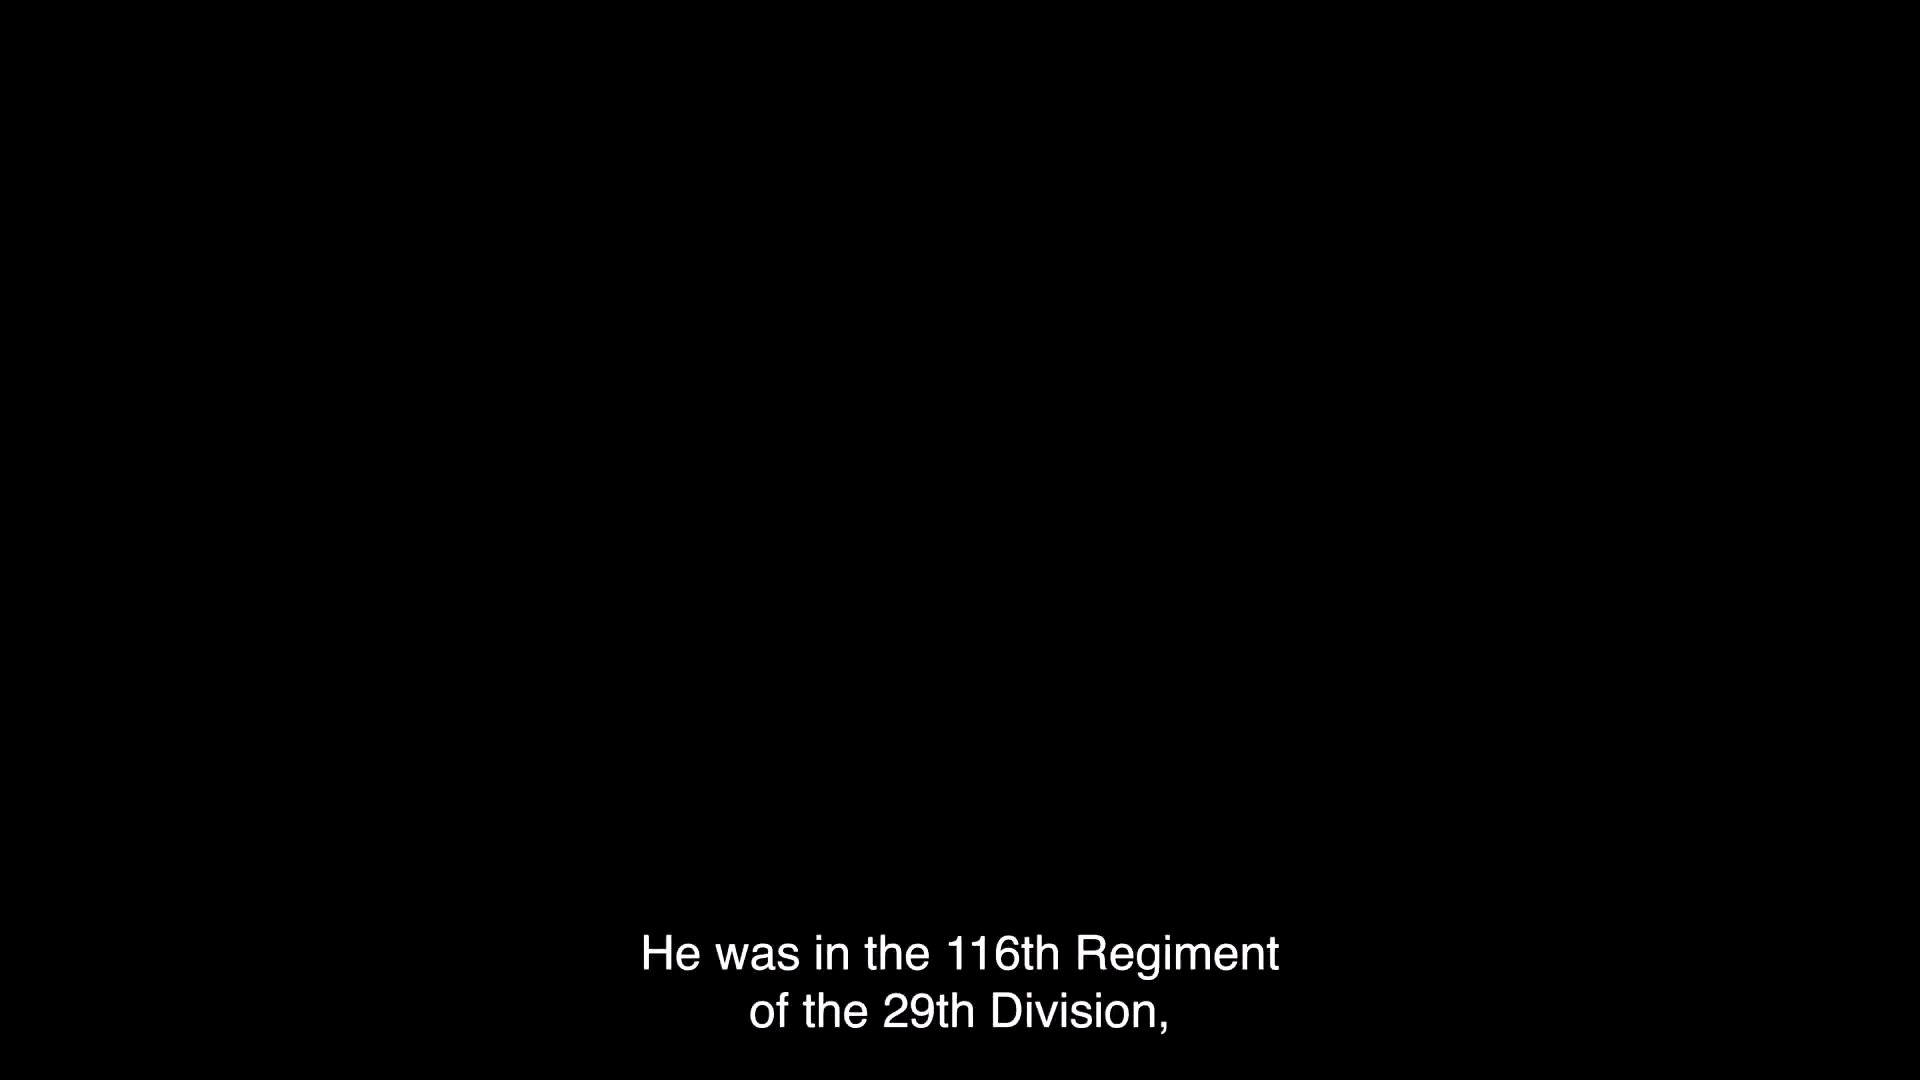 He was in the 116th Regiment
of the 29th Division,